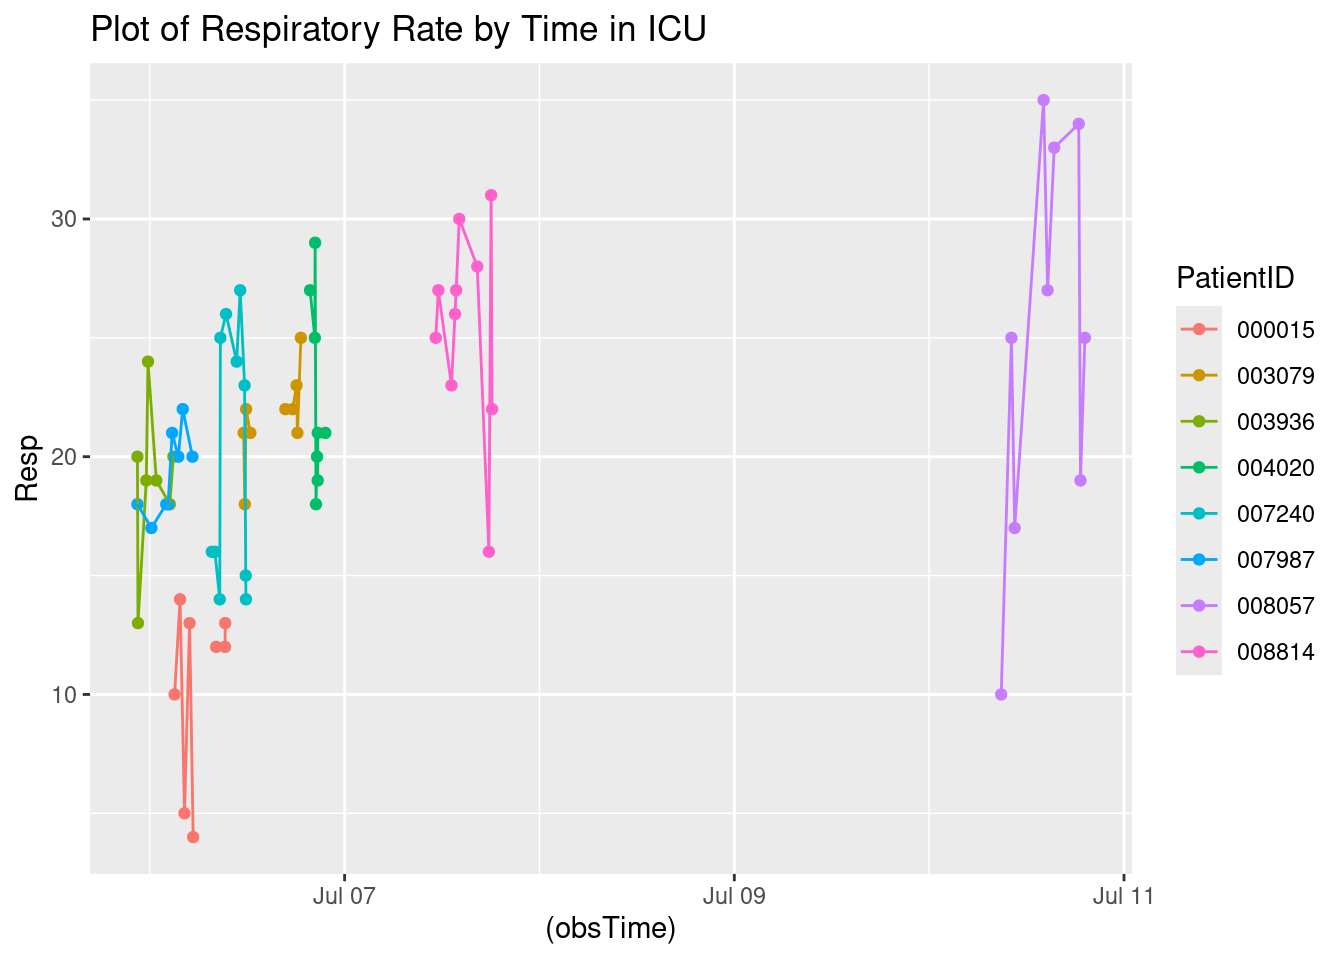 Plot of Respiratory Rate by Time in ICU
30
20
10
Resp
Jul 07
Jul 09
Jul 11
(obsTime)
PatientID
000015
003079
003936
004020
007240
007987
008057
008814